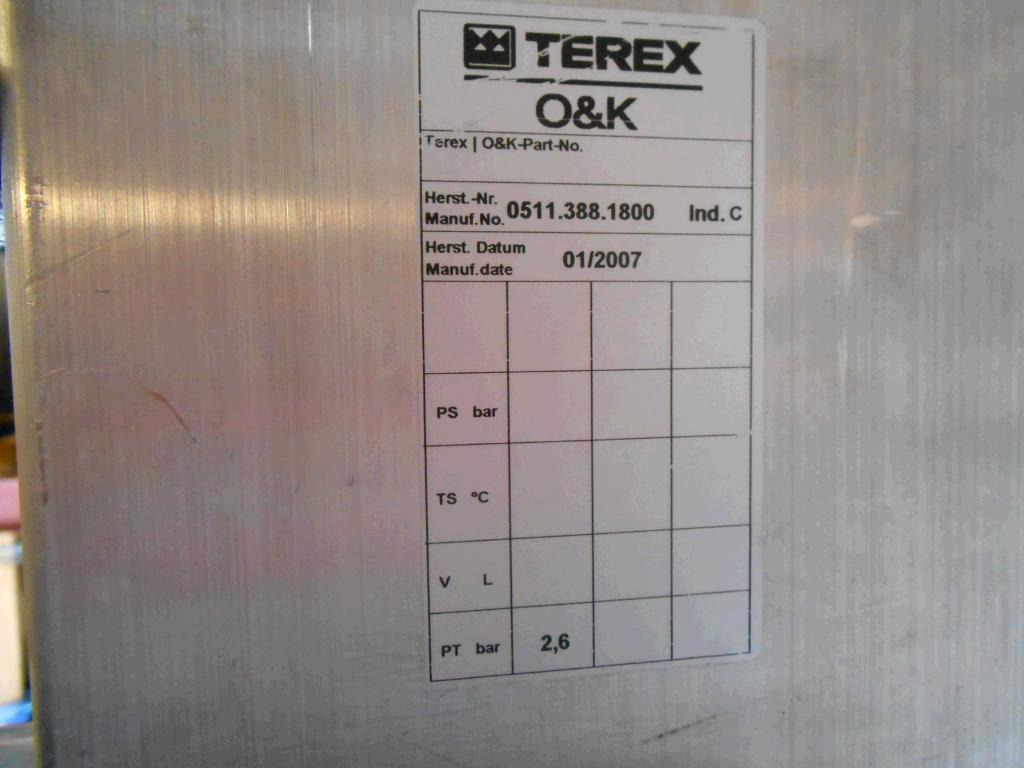 TEREX
O&K
Terex | O&K-Part-No.
Herst.-Nr.
Manuf.No. 0511.388.1800 Ind. C
Herst. Datum
Manuf.date 01/2007
PS bar
TS °C
V L
PT bar 2,6